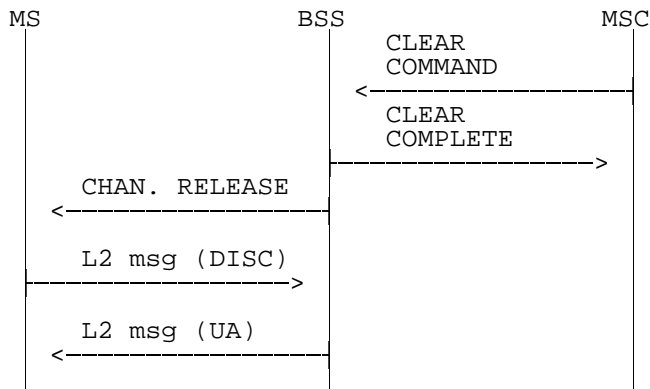 MS BSS MSC
CLEAR
COMMAND
CLEAR
COMPLETE
CHAN. RELEASE
L2 msg (DISC)
L2 msg (UA)